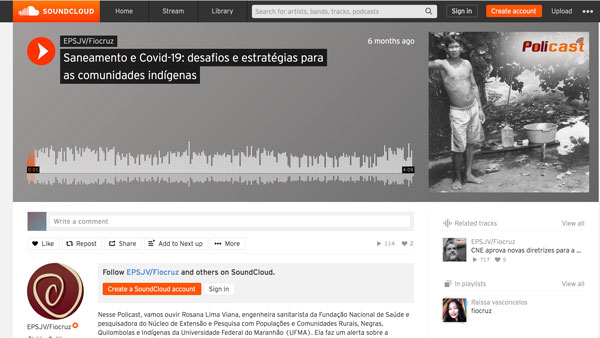 SOUNDCLOUD
Home
Stream
Library
Search for artists, bands, tracks, podcasts
Sign in
Create account
Upload
EPSJV/Fiocruz
6 months ago
Saneamento e Covid-19: desafios e estratégias para
as comunidades indígenas
Policast
0:01
4:08
Write a comment
Like
Repost
Share
Add to Next up
More
114
2
Follow EPSJV/Fiocruz and others on SoundCloud.
Create a SoundCloud account
Sign in
EPSJV/Fiocruz
Nesse Policast, vamos ouvir Rosana Lima Viana, engenheira sanitarista da Fundação Nacional de Saúde e
pesquisadora do Núcleo de Extensão e Pesquisa com Populações e Comunidades Rurais, Negras,
Quilombolas e Indígenas da Universidade Federal do Maranhão (UFMA). Ela faz um alerta sobre a
Related tracks
View all
EPSJV/Fiocruz
CNE aprova novas diretrizes para a ...
717
5
In playlists
View all
Raissa vasconcelos
fiocruz